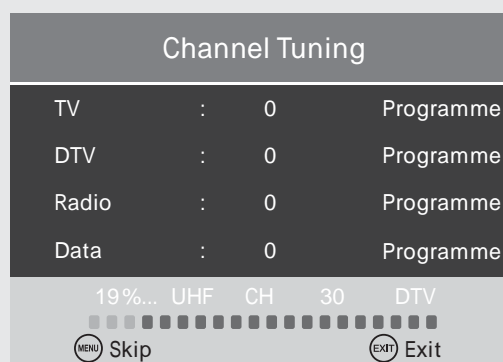 Channel Tuning
TV : 0 Programme
DTV : 0 Programme
Radio : 0 Programme
Data : 0 Programme
19%... UHF CH 30 DTV
MENU Skip EXIT Exit